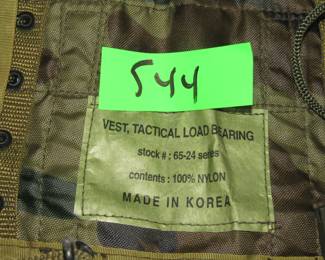 544
VEST, TACTICAL LOAD BEARING
stock # : 65-24 series
contents : 100% NYLON
MADE IN KOREA